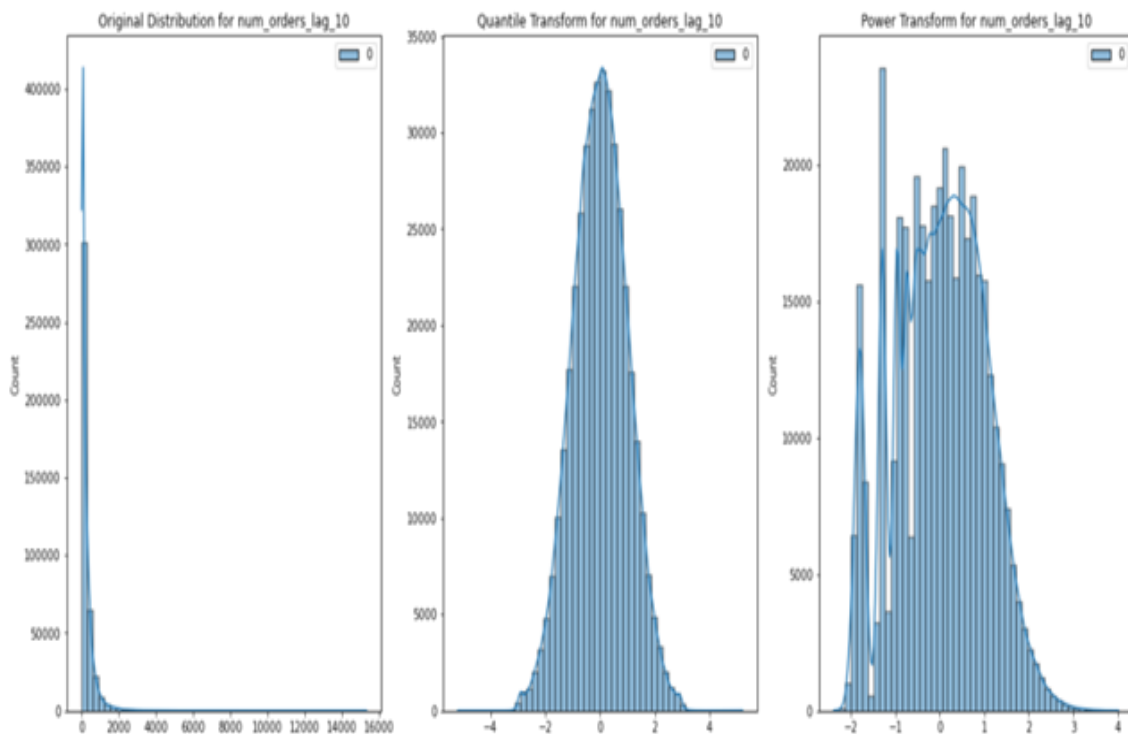 Original Distribution for num_orders_lag_10
0
Count
400000
350000
300000
250000
200000
150000
100000
50000
0
0 2000 4000 6000 8000 10000 12000 14000 16000
Quantile Transform for num_orders_lag_10
0
Count
35000
30000
25000
20000
15000
10000
5000
0
−4 −2 0 2 4
Power Transform for num_orders_lag_10
0
Count
20000
15000
10000
5000
0
−2 −1 0 1 2 3 4